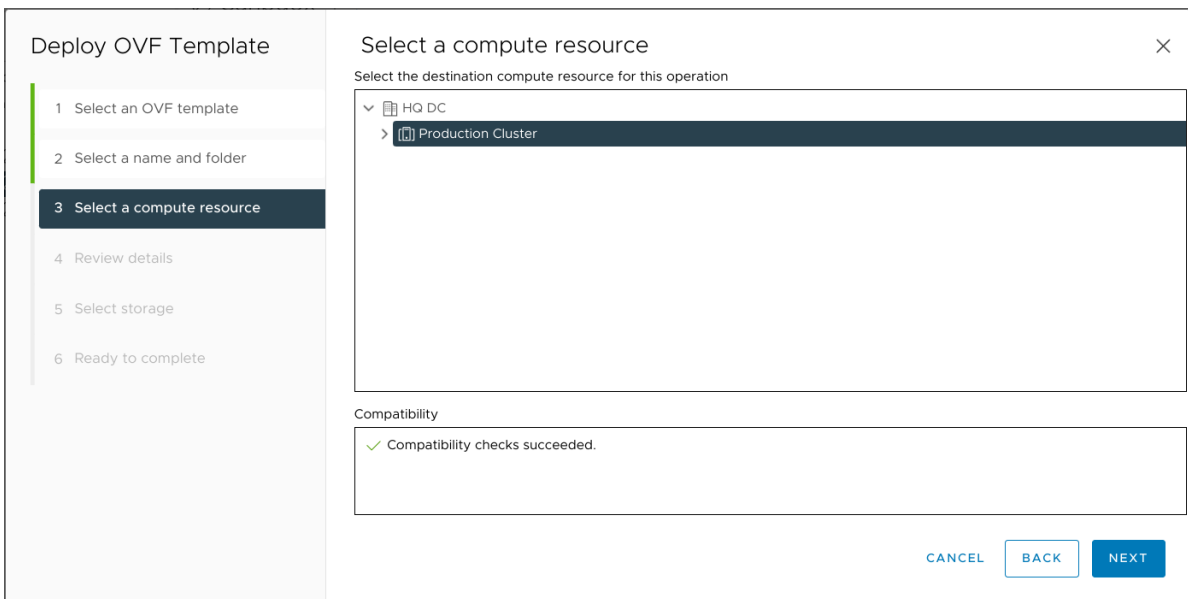 Deploy OVF Template
1 Select an OVF template
2 Select a name and folder
3 Select a compute resource
4 Review details
5 Select storage
6 Ready to complete
Select a compute resource
Select the destination compute resource for this operation
HQ DC
Production Cluster
Compatibility
Compatibility checks succeeded.
CANCEL BACK NEXT